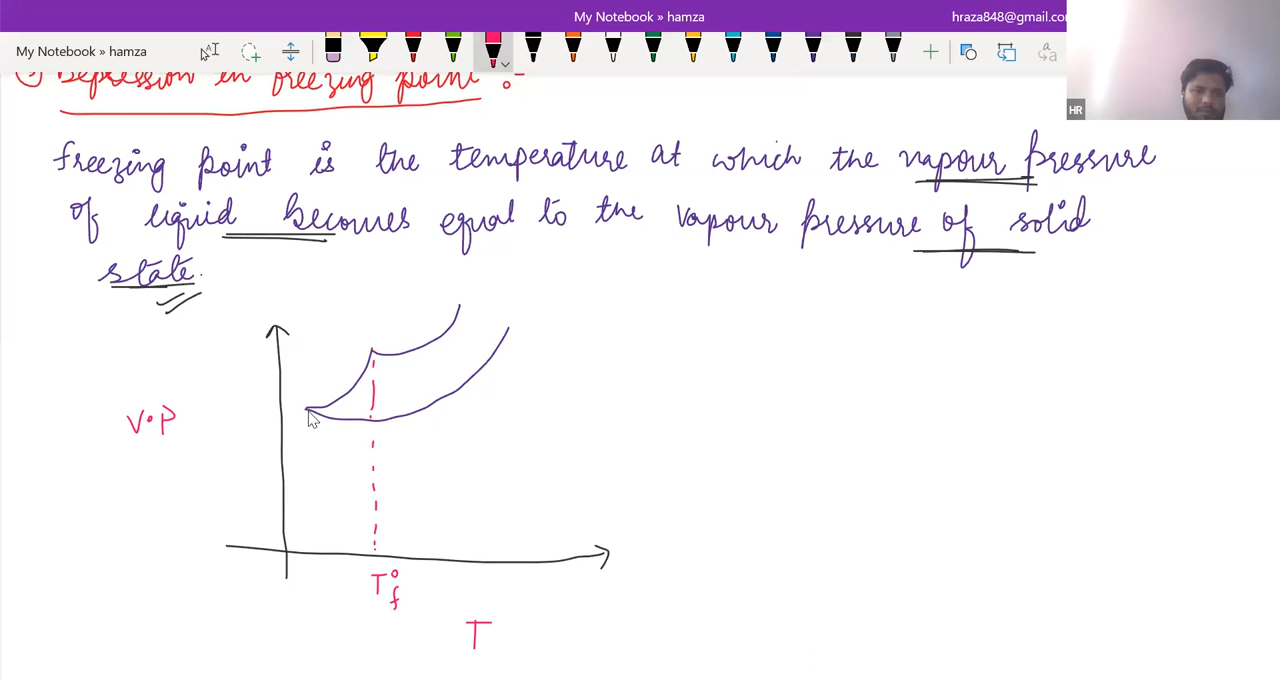 My Notebook » hamza
hraza848@gmail.co
My Notebook » hamza
Depression in freezing point :-
HR
freezing point is the temperature at which the vapour pressure
of liquid becomes equal to the vapour pressure of solid
state.
V.P
T°f
T